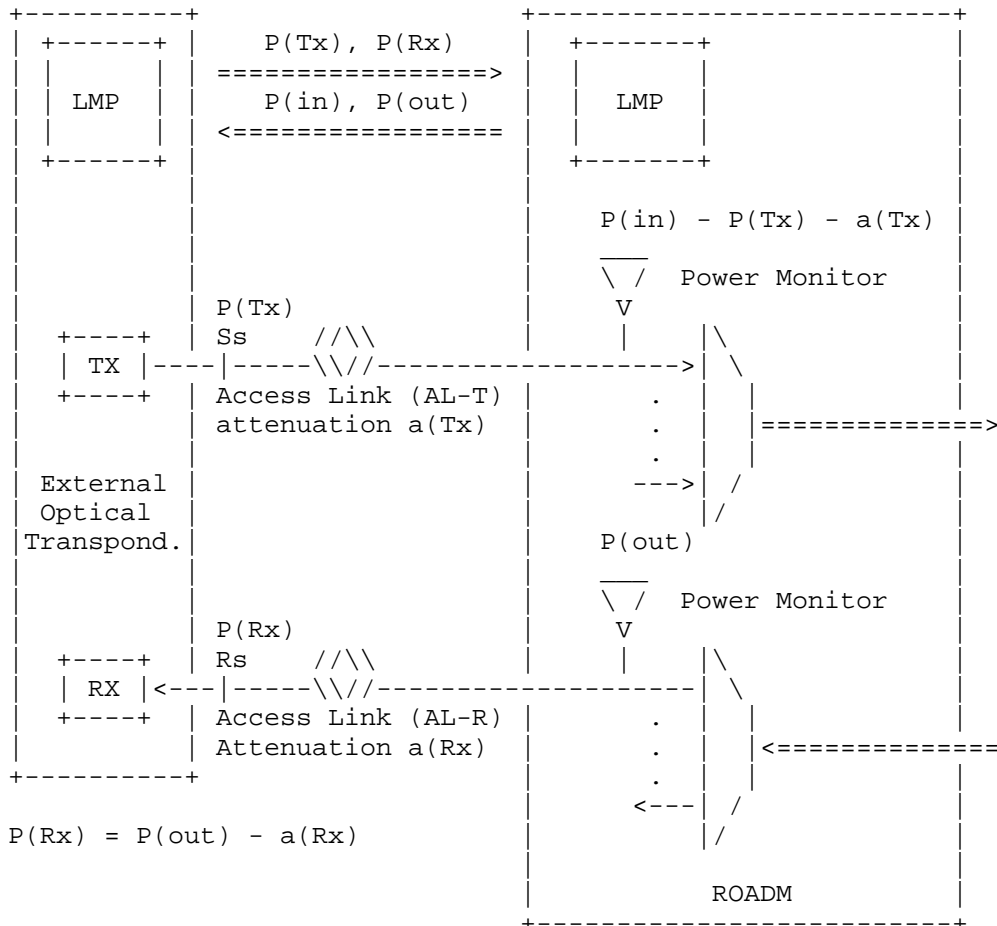 P(Tx), P(Rx)
LMP
P(in), P(out)
LMP
P(in) - P(Tx) - a(Tx)
Power Monitor
P(Tx)
V
Ss
TX
Access Link (AL-T)
attenuation a(Tx)
External
Optical
Transpond.
P(out)
Power Monitor
P(Rx)
V
Rs
RX
Access Link (AL-R)
Attenuation a(Rx)
P(Rx) = P(out) - a(Rx)
ROADM